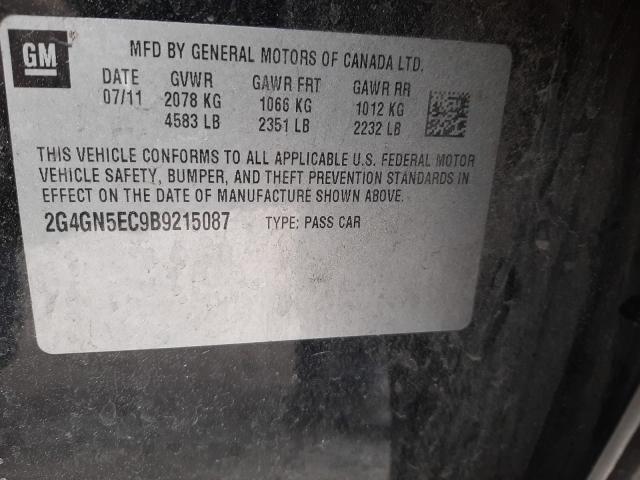 GM
MFD BY GENERAL MOTORS OF CANADA LTD.
DATE GVWR GAWR FRT GAWR RR
07/11 2078 KG 1066 KG 1012 KG
4583 LB 2351 LB 2232 LB
THIS VEHICLE CONFORMS TO ALL APPLICABLE U.S. FEDERAL MOTOR
VEHICLE SAFETY, BUMPER, AND THEFT PREVENTION STANDARDS IN
EFFECT ON THE DATE OF MANUFACTURE SHOWN ABOVE.
2G4GN5EC9B9215087 TYPE: PASS CAR